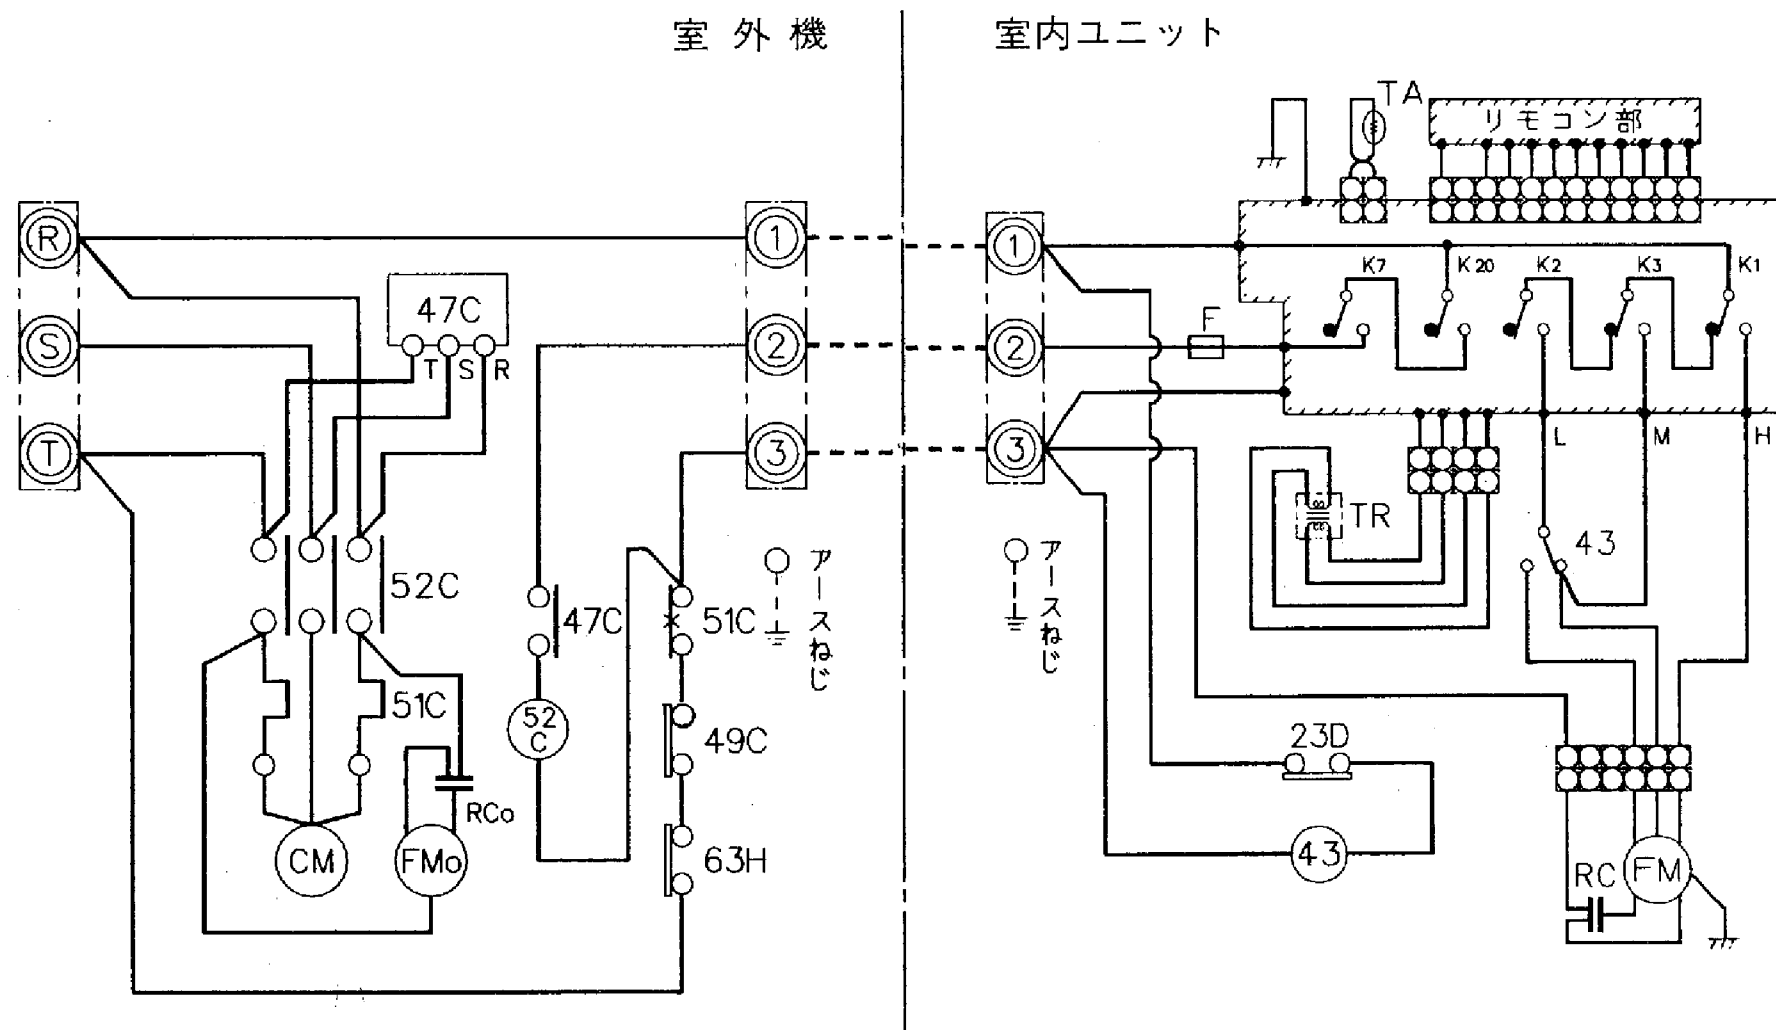 室外機
室内ユニット
TA
リモコン部
R
1
1
K7
K20
K2
K3
K1
47C
F
S
2
2
T
S
R
T
3
3
L
M
H
TR
43
52C
47C
51C
アースねじ
アースねじ
51C
52
C
49C
23D
RCo
CM
FMo
63H
43
RC
FM